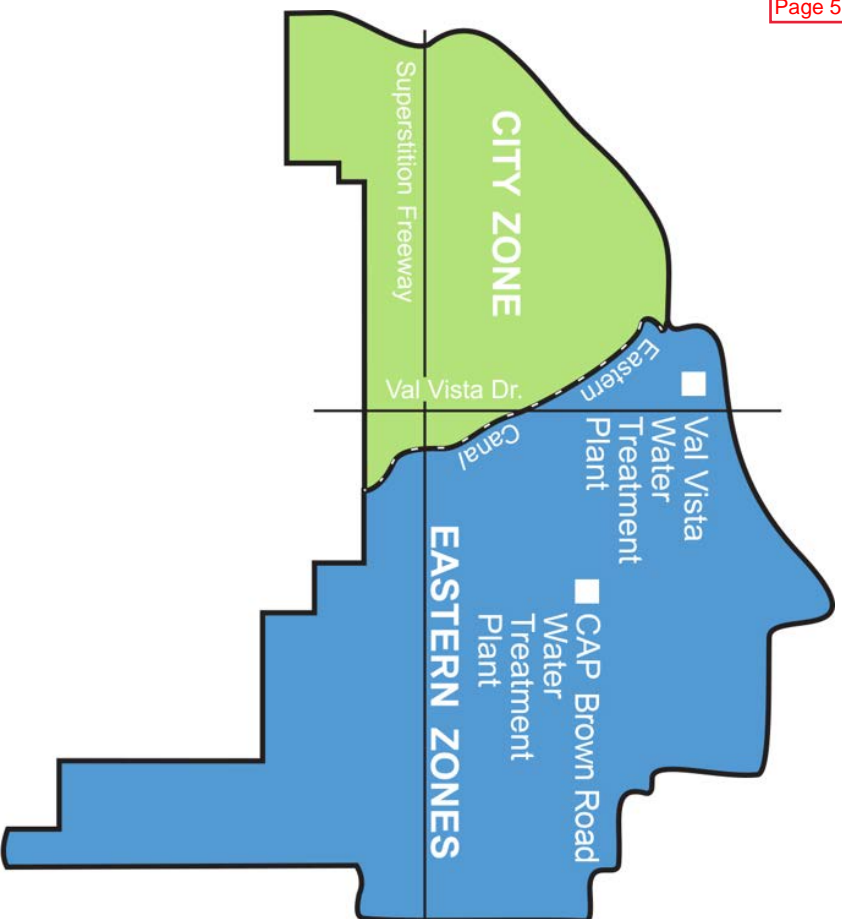 Page 5
CITY ZONE
Superstition Freeway
Val Vista Dr.
Eastern
Canal
Val Vista
Water
Treatment
Plant
CAP Brown Road
Water
Treatment
Plant
EASTERN ZONES